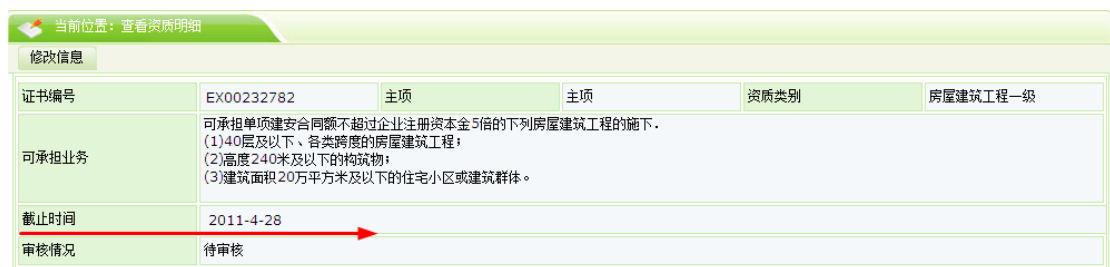 当前位置：查看资质明细
修改信息
证书编号 EX00232782 主项 主项 资质类别 房屋建筑工程一级
可承担业务
可承担单项建安合同额不超过企业注册资本金5倍的下列房屋建筑工程的施下.
(1)40层及以下、各类跨度的房屋建筑工程；
(2)高度240米及以下的构筑物；
(3)建筑面积20万平方米及以下的住宅小区或建筑群体。
截止时间 2011-4-28
审核情况 待审核